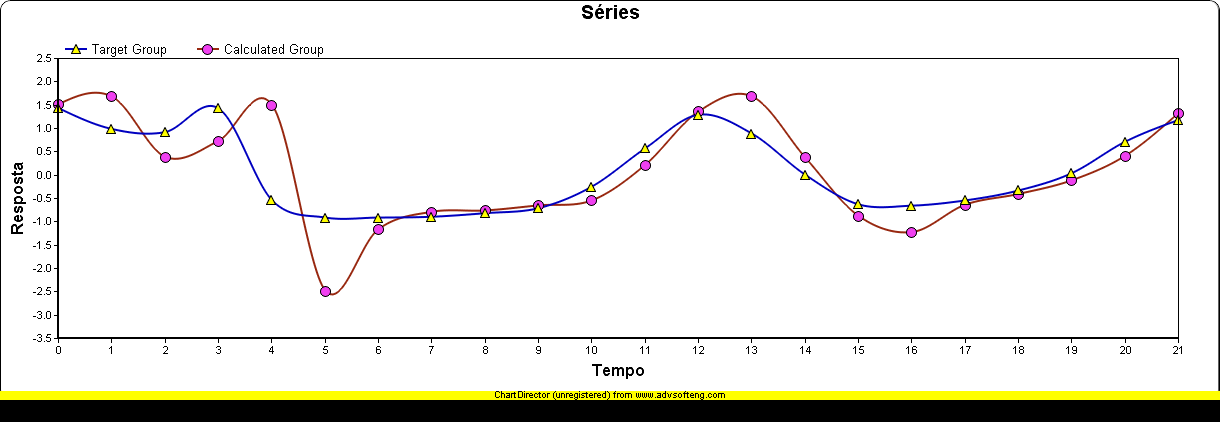 Séries
Target Group
Calculated Group
2.5
2.0
1.5
1.0
0.5
0.0
-0.5
-1.0
-1.5
-2.0
-2.5
-3.0
-3.5
Resposta
0 1 2 3 4 5 6 7 8 9 10 11 12 13 14 15 16 17 18 19 20 21
Tempo
ChartDirector (unregistered) from www.advsofteng.com